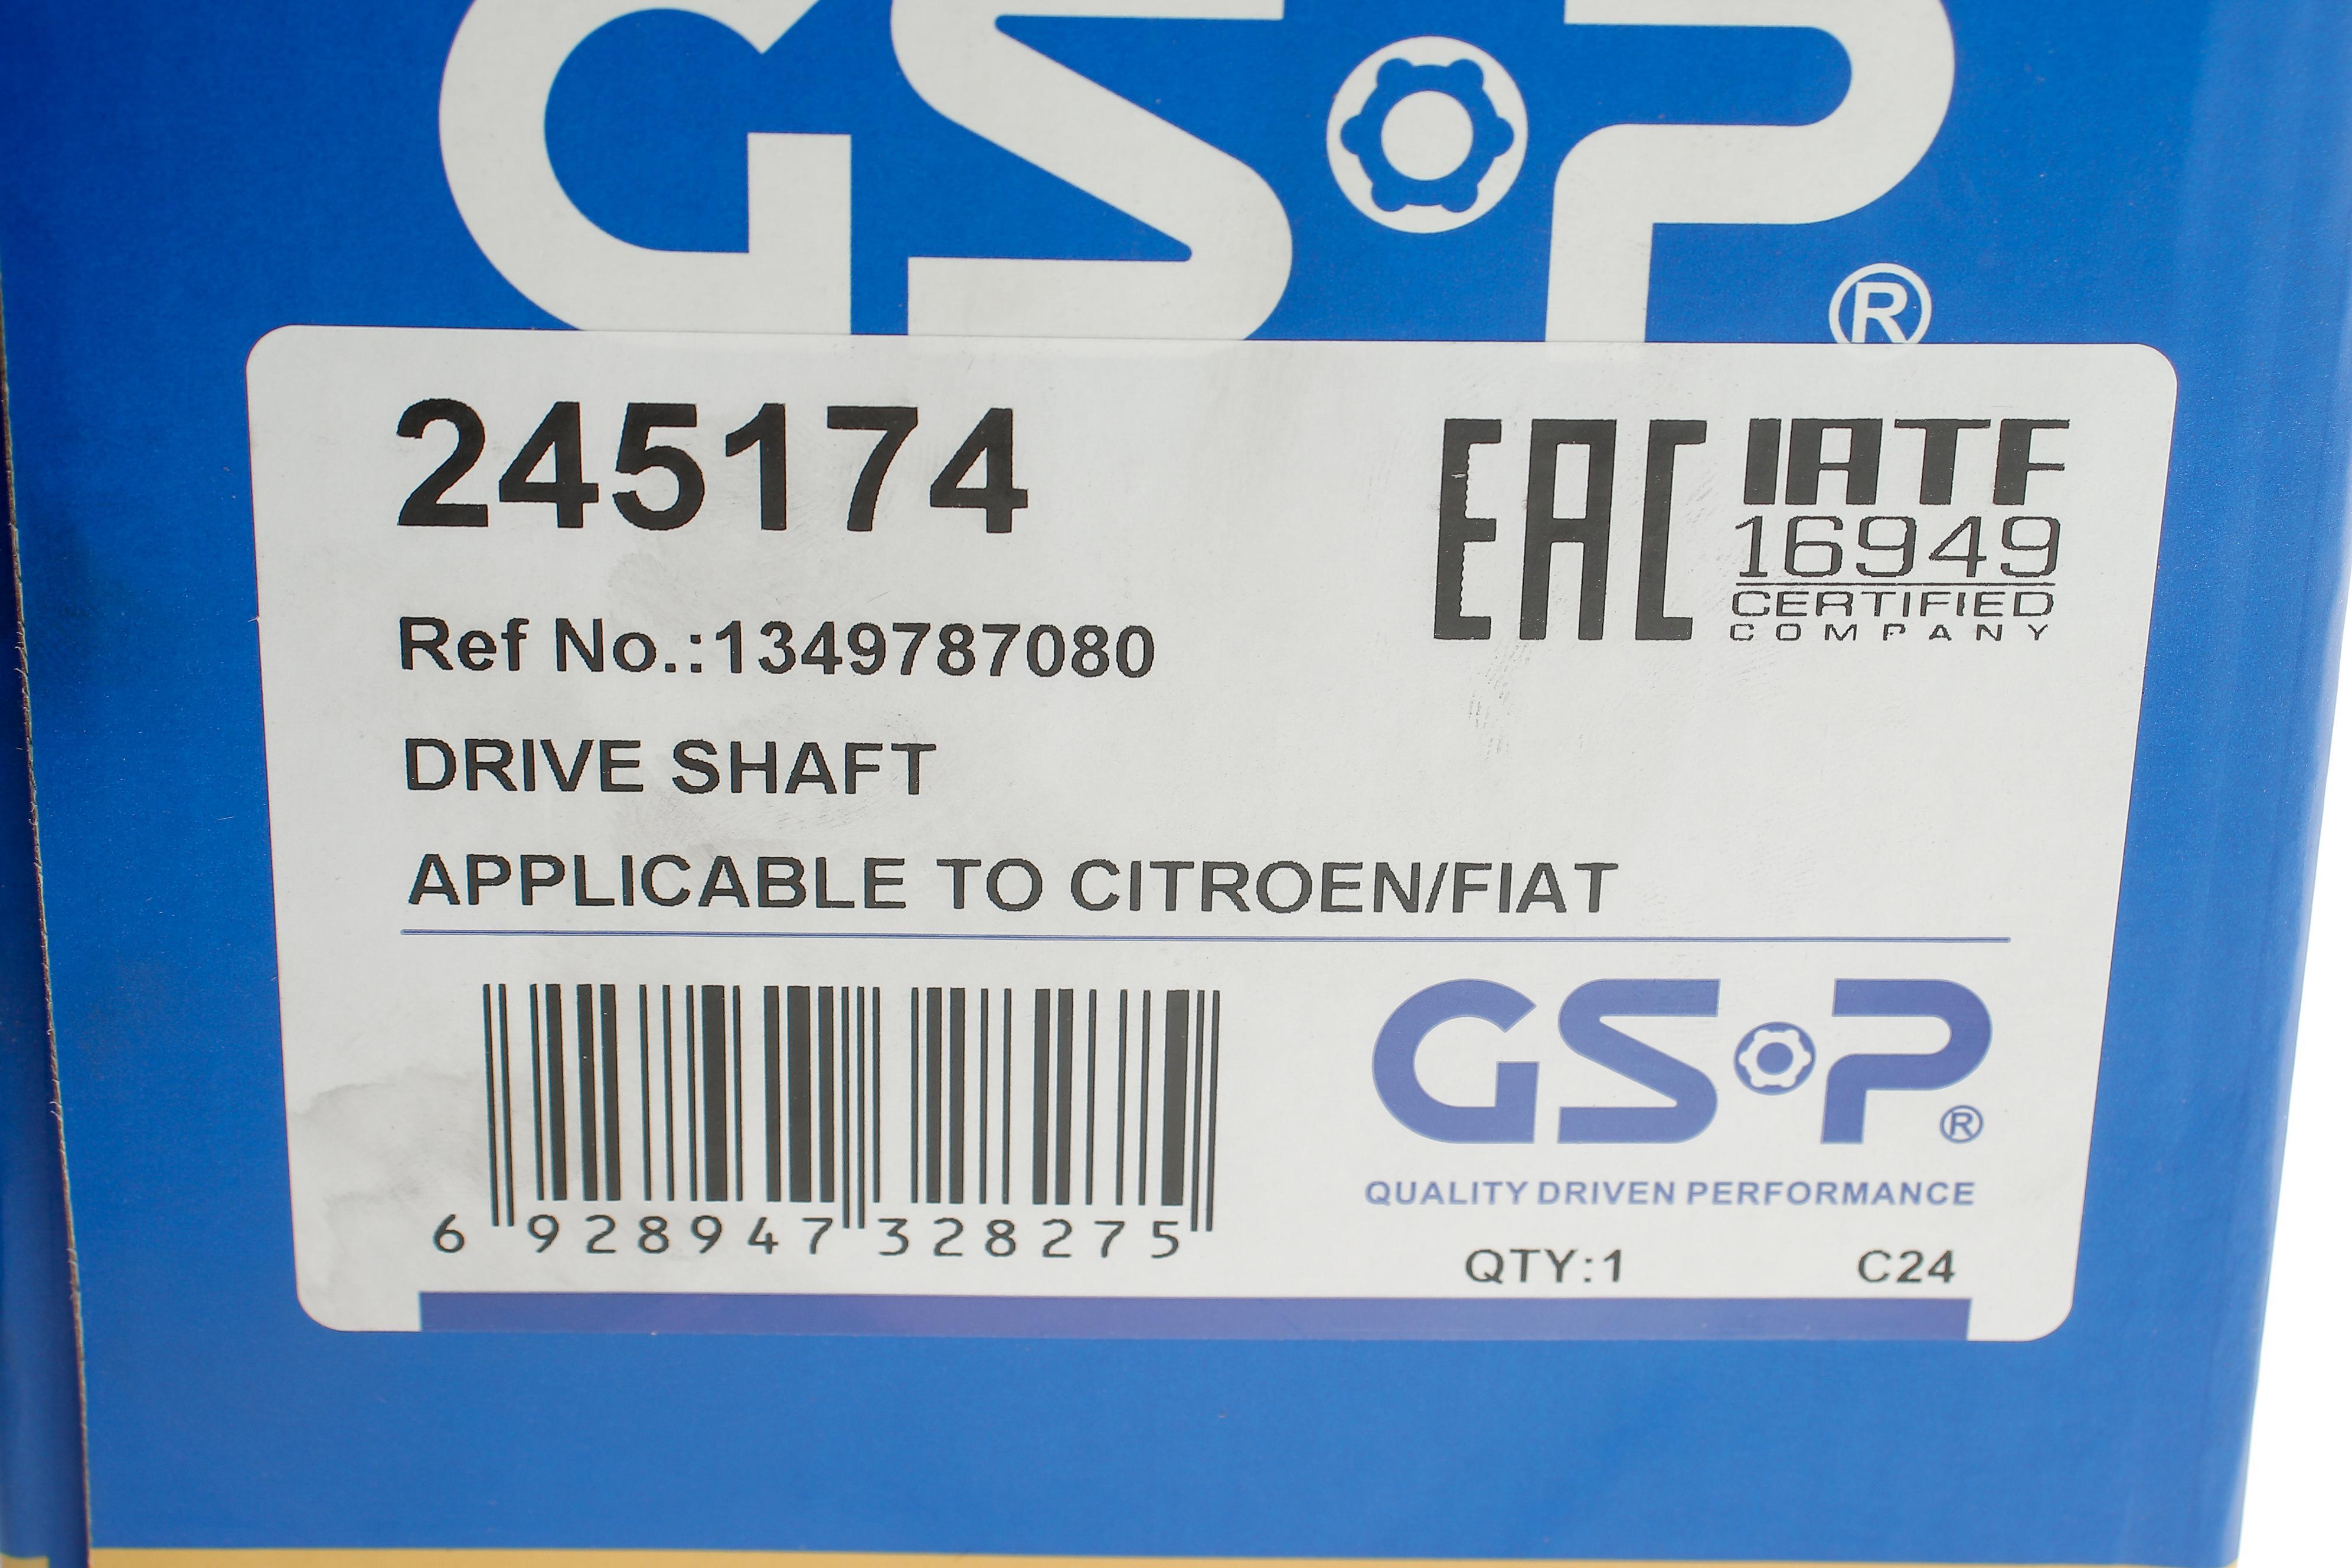 GSP
®
245174
EAC
IATF
16949
CERTIFIED
COMPANY
Ref No.:1349787080
DRIVE SHAFT
APPLICABLE TO CITROEN/FIAT
6 928947 328275
GSP
®
QUALITY DRIVEN PERFORMANCE
QTY:1 C24